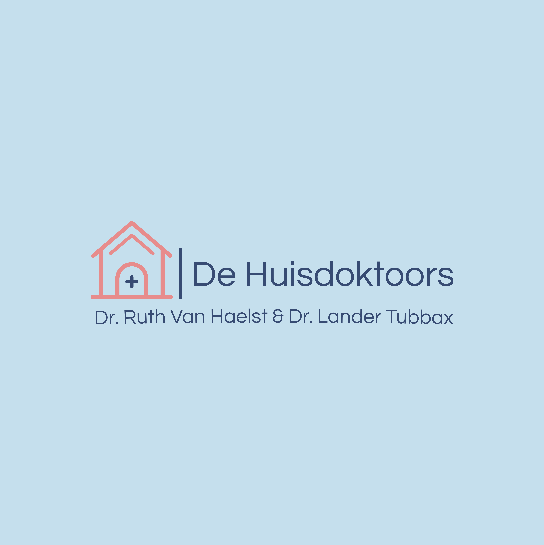 De Huisdoktoors
Dr. Ruth Van Haelst & Dr. Lander Tubbax